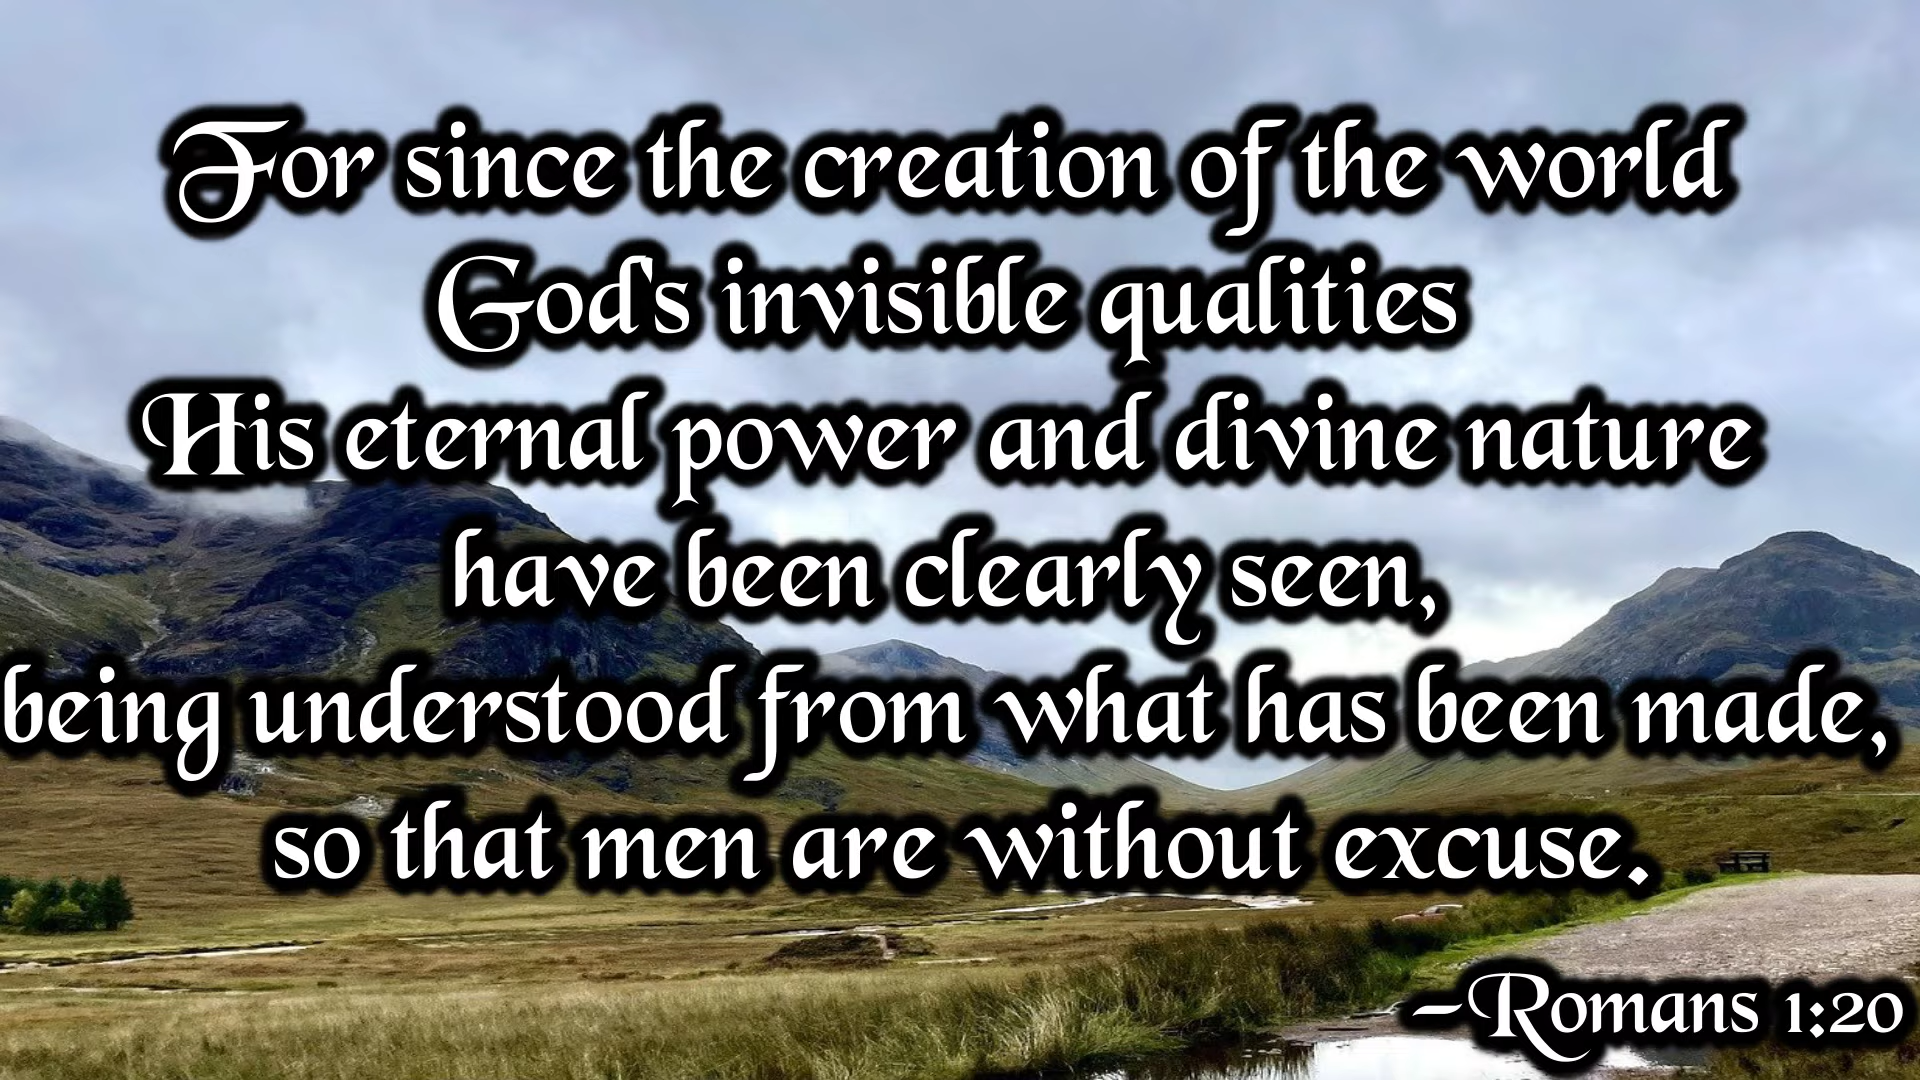 For since the creation of the world
God's invisible qualities
His eternal power and divine nature
have been clearly seen,
being understood from what has been made,
so that men are without excuse.
-Romans 1:20